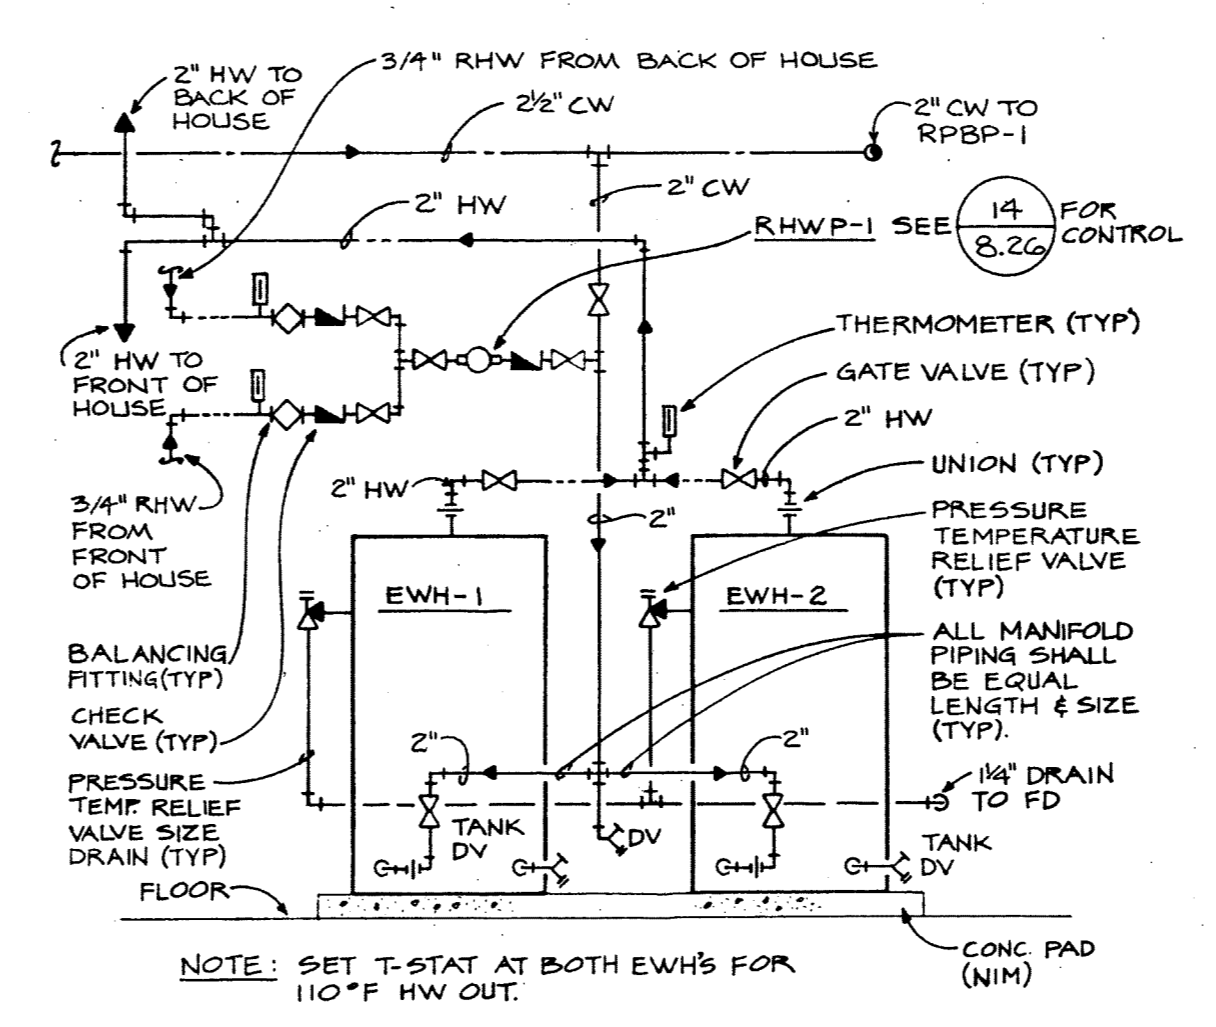 3/4" RHW FROM BACK OF HOUSE
2" HW TO
BACK OF
HOUSE
2½" CW
2" CW TO
RPBP-1
2" CW
2" HW
RHWP-1 SEE
14
8.26
FOR
CONTROL
THERMOMETER (TYP)
2" HW TO
FRONT OF
HOUSE
GATE VALVE (TYP)
2" HW
UNION (TYP)
2" HW
3/4" RHW
FROM
FRONT
OF HOUSE
2"
PRESSURE
TEMPERATURE
RELIEF VALVE
(TYP)
EWH-1
EWH-2
ALL MANIFOLD
PIPING SHALL
BE EQUAL
LENGTH & SIZE
(TYP).
BALANCING
FITTING(TYP)
CHECK
VALVE (TYP)
2"
2"
PRESSURE
TEMP. RELIEF
VALVE SIZE
DRAIN (TYP)
1¼" DRAIN
TO FD
TANK
DV
DV
TANK
DV
FLOOR
CONC. PAD
(NIM)
NOTE: SET T-STAT AT BOTH EWH'S FOR
110°F HW OUT.